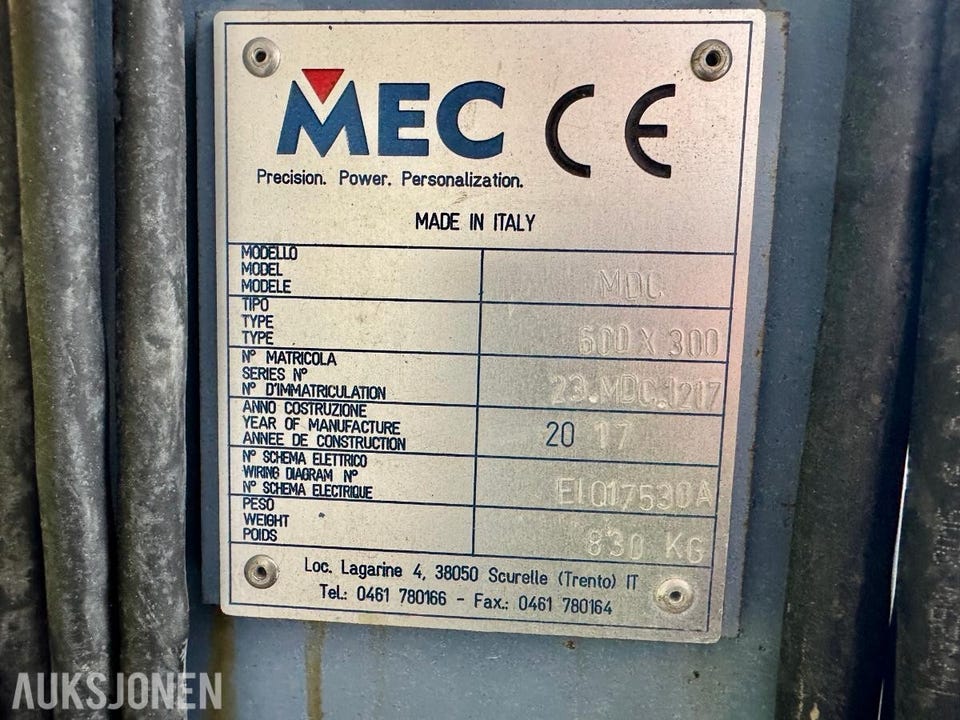 MEC CE
Precision. Power. Personalization.
MADE IN ITALY
MODELLO
MODEL
MODELE
MDC
TIPO
TYPE
TYPE
600 X 300
N° MATRICOLA
SERIES N°
N° D'IMMATRICULATION
23.MDC.1217
ANNO COSTRUZIONE
YEAR OF MANUFACTURE
ANNEE DE CONSTRUCTION
20 17
N° SCHEMA ELETTRICO
WIRING DIAGRAM N°
N° SCHEMA ELECTRIQUE
EL017530A
PESO
WEIGHT
POIDS
830 KG
Loc. Lagarine 4, 38050 Scurelle (Trento) IT
Tel.: 0461 780166 - Fax.: 0461 780164
AUKSJONEN